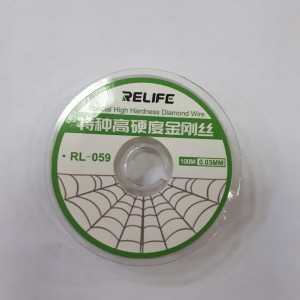 RELIFE
Special High Hardness Diamond Wire
特种高硬度金刚丝
· RL-059
100M 0.03MM